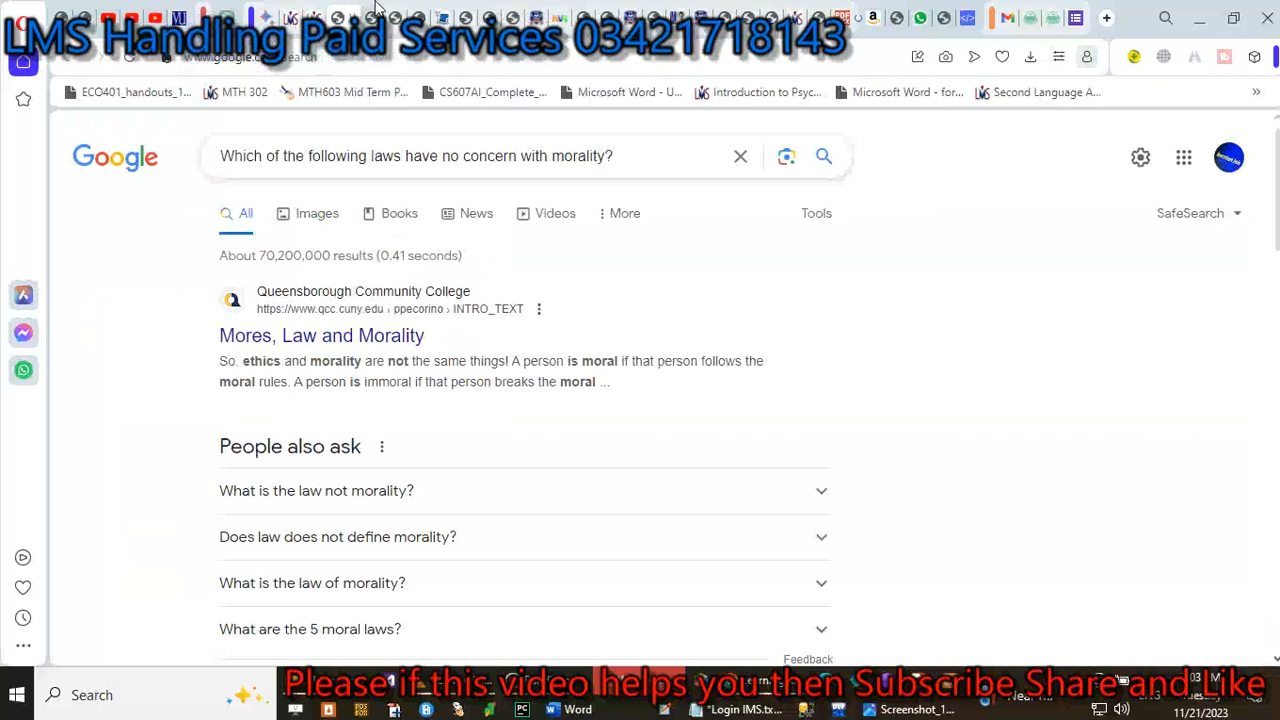 LMS Handling Paid Services 03421718143
ECO401_handouts_1...
MTH 302
MTH603 Mid Term P...
CS607AI_Complete_...
Microsoft Word - U...
Introduction to Psyc...
Microsoft Word - for...
Second Language A...
Google
Which of the following laws have no concern with morality?
All
Images
Books
News
Videos
More
Tools
SafeSearch
About 70,200,000 results (0.41 seconds)
Queensborough Community College
https://www.qcc.cuny.edu › ppecorino › INTRO_TEXT
Mores, Law and Morality
So, ethics and morality are not the same things! A person is moral if that person follows the
moral rules. A person is immoral if that person breaks the moral ...
People also ask
What is the law not morality?
Does law does not define morality?
What is the law of morality?
What are the 5 moral laws?
Feedback
Please if this video helps you then Subscribe Share and Like
Search
Word
*Login IMS.tx...
Screenshot_1...
11/21/2023